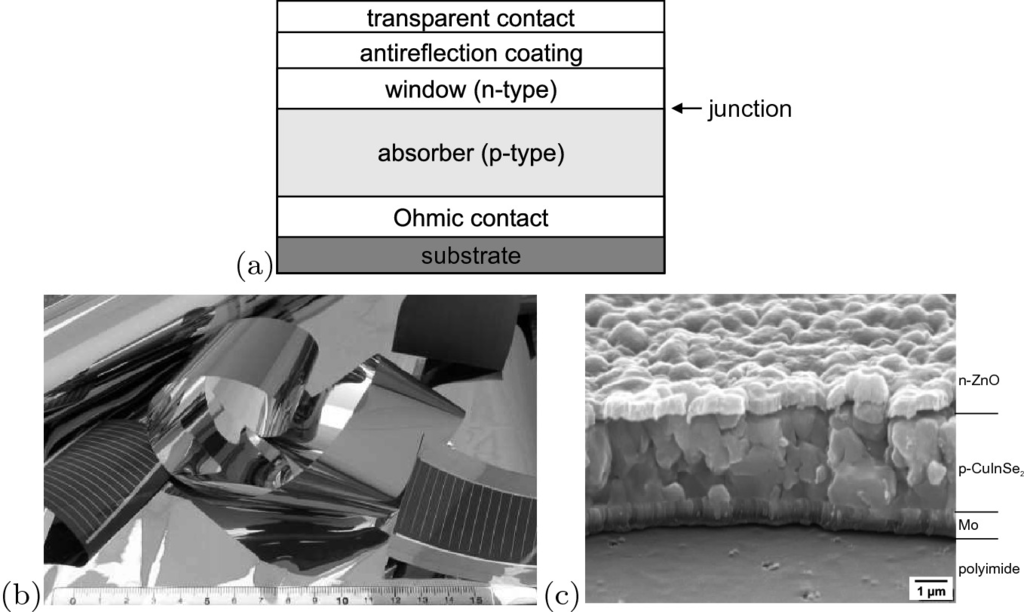 transparent contact
antireflection coating
window (n-type)
junction
absorber (p-type)
Ohmic contact
substrate
(a)
n-ZnO
p-CuInSe2
Mo
polyimide
1 µm
0 1 2 3 4 5 6 7 8 9 10 11 12 13 14 15
(b)
(c)